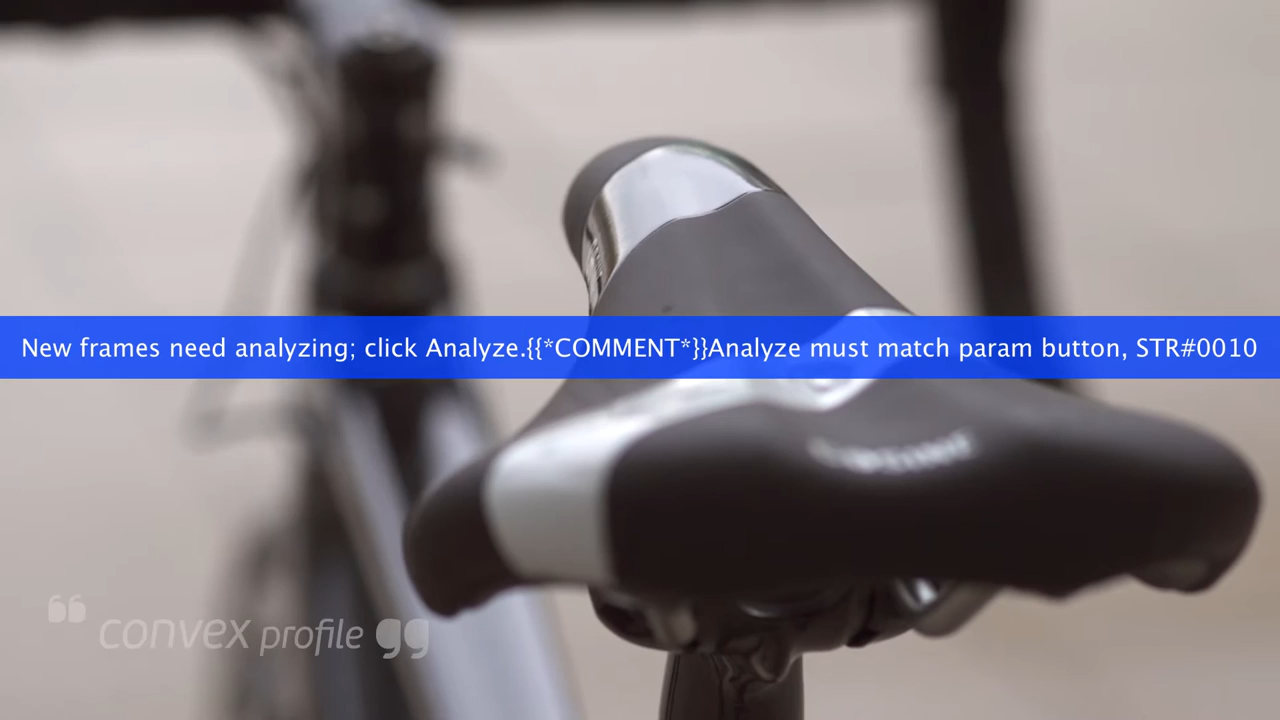 New frames need analyzing; click Analyze.{{*COMMENT*}}Analyze must match param button, STR#0010
“convex profile”